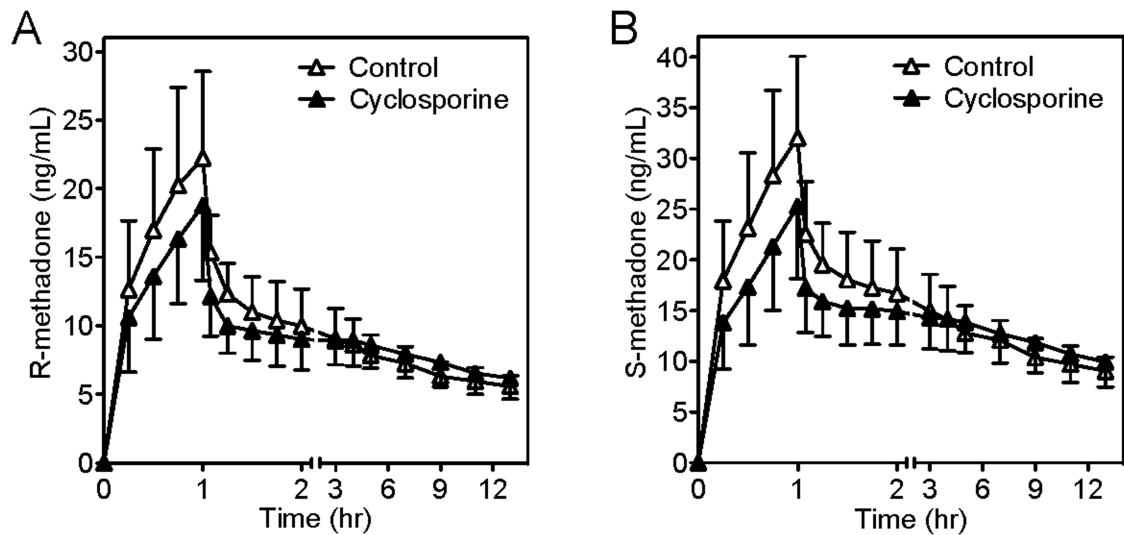 A
R-methadone (ng/mL)
30
25
20
15
10
5
0
Control
Cyclosporine
0 1 2 3 6 9 12
Time (hr)
B
S-methadone (ng/mL)
40
35
30
25
20
15
10
5
0
Control
Cyclosporine
0 1 2 3 6 9 12
Time (hr)